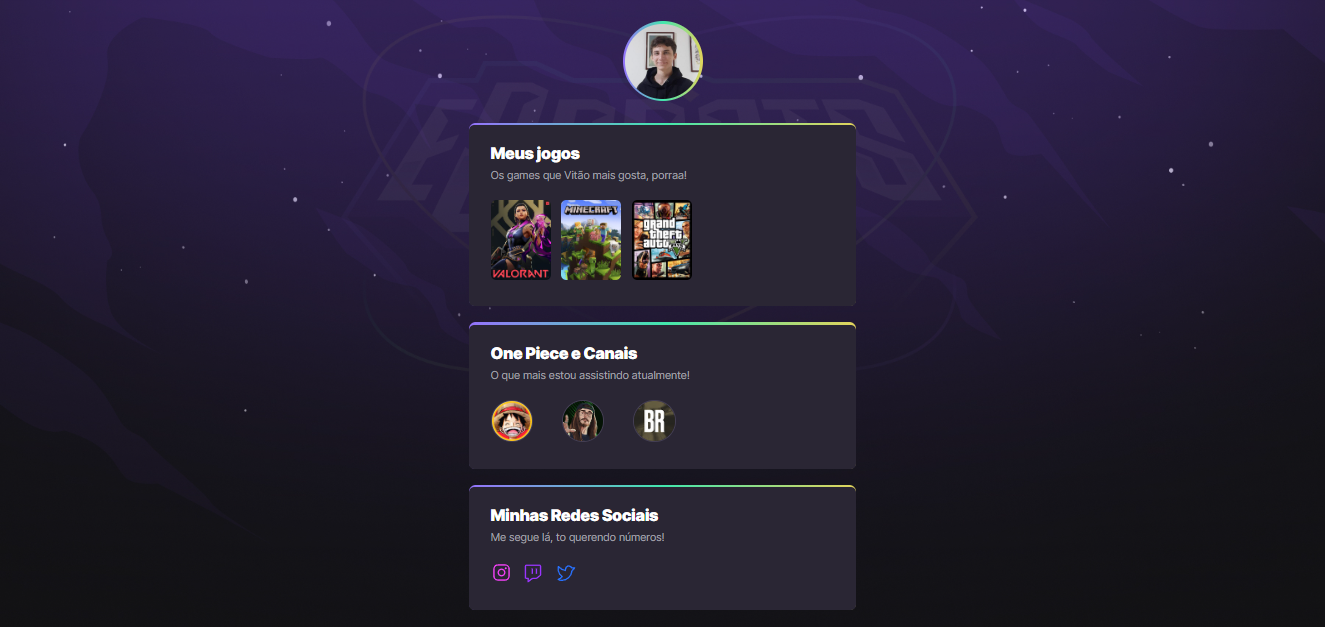 Meus jogos
Os games que Vitão mais gosta, porraa!
VALORANT
MINECRAFT
grand
theft
auto
One Piece e Canais
O que mais estou assistindo atualmente!
BR
Minhas Redes Sociais
Me segue lá, to querendo números!